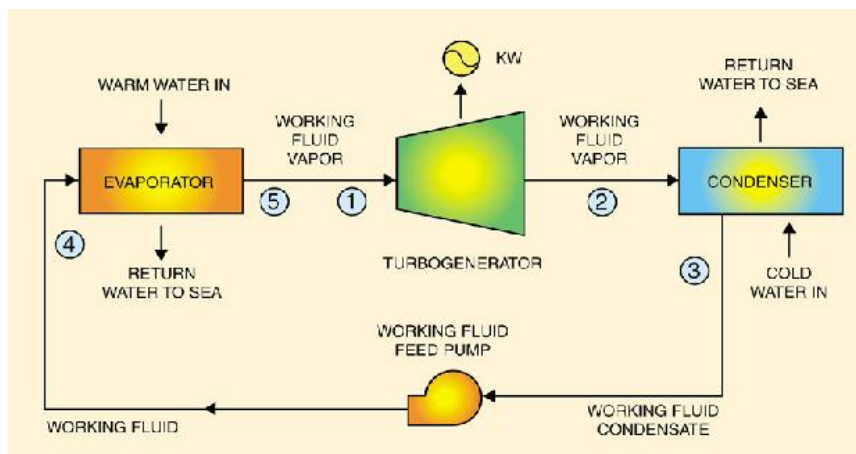 KW
RETURN
WATER TO SEA
WARM WATER IN
WORKING
FLUID
VAPOR
WORKING
FLUID
VAPOR
EVAPORATOR
CONDENSER
5
1
2
4
3
TURBOGENERATOR
RETURN
WATER TO SEA
COLD
WATER IN
WORKING FLUID
FEED PUMP
WORKING FLUID
WORKING FLUID
CONDENSATE